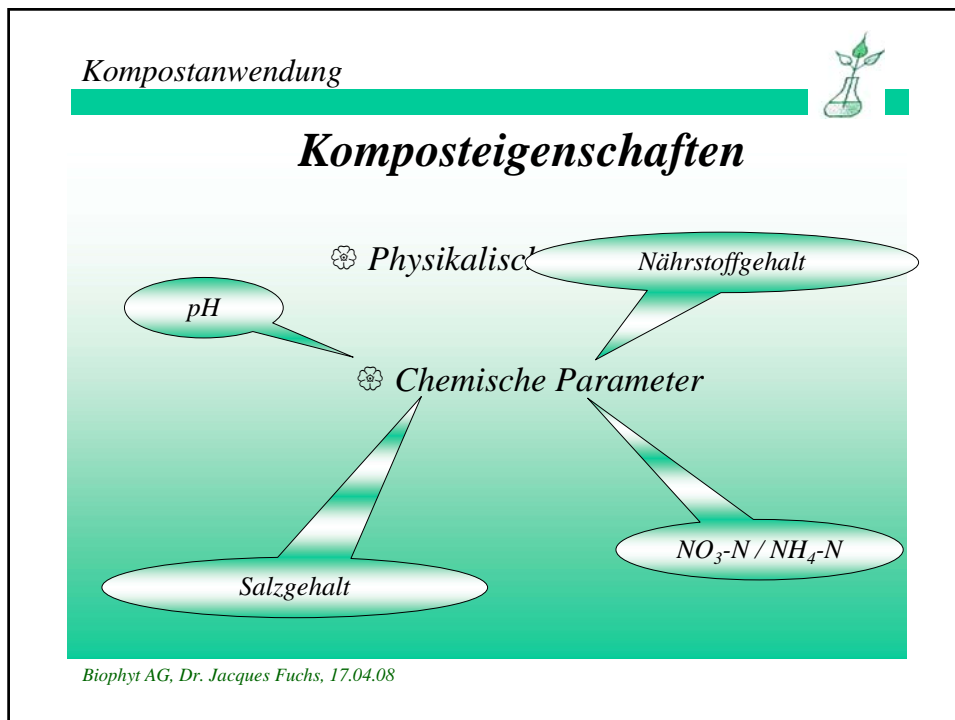 Kompostanwendung
Komposteigenschaften
❀ Physikalisch
Nährstoffgehalt
pH
❀ Chemische Parameter
NO₃-N / NH₄-N
Salzgehalt
Biophyt AG, Dr. Jacques Fuchs, 17.04.08